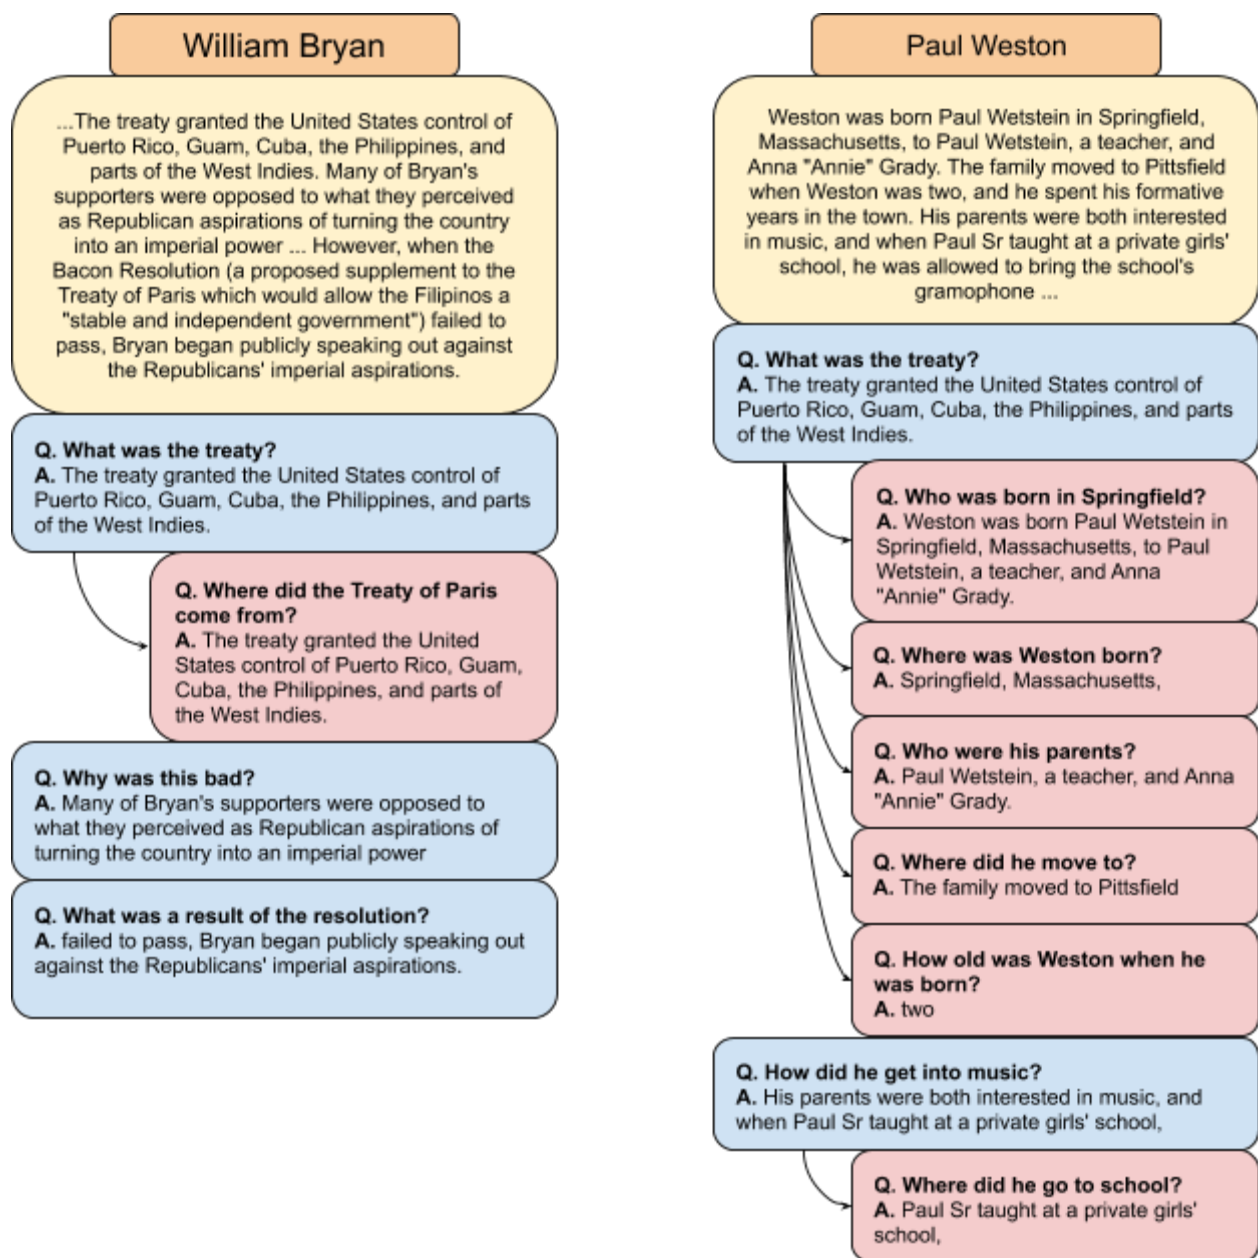 William Bryan
...The treaty granted the United States control of
Puerto Rico, Guam, Cuba, the Philippines, and
parts of the West Indies. Many of Bryan's
supporters were opposed to what they perceived
as Republican aspirations of turning the country
into an imperial power ... However, when the
Bacon Resolution (a proposed supplement to the
Treaty of Paris which would allow the Filipinos a
"stable and independent government") failed to
pass, Bryan began publicly speaking out against
the Republicans' imperial aspirations.
Q. What was the treaty?
A. The treaty granted the United States control of
Puerto Rico, Guam, Cuba, the Philippines, and parts
of the West Indies.
Q. Where did the Treaty of Paris
come from?
A. The treaty granted the United
States control of Puerto Rico, Guam,
Cuba, the Philippines, and parts of
the West Indies.
Q. Why was this bad?
A. Many of Bryan's supporters were opposed to
what they perceived as Republican aspirations of
turning the country into an imperial power
Q. What was a result of the resolution?
A. failed to pass, Bryan began publicly speaking out
against the Republicans' imperial aspirations.
Paul Weston
Weston was born Paul Wetstein in Springfield,
Massachusetts, to Paul Wetstein, a teacher, and
Anna "Annie" Grady. The family moved to Pittsfield
when Weston was two, and he spent his formative
years in the town. His parents were both interested
in music, and when Paul Sr taught at a private girls'
school, he was allowed to bring the school's
gramophone ...
Q. What was the treaty?
A. The treaty granted the United States control of
Puerto Rico, Guam, Cuba, the Philippines, and parts
of the West Indies.
Q. Who was born in Springfield?
A. Weston was born Paul Wetstein in
Springfield, Massachusetts, to Paul
Wetstein, a teacher, and Anna
"Annie" Grady.
Q. Where was Weston born?
A. Springfield, Massachusetts,
Q. Who were his parents?
A. Paul Wetstein, a teacher, and Anna
"Annie" Grady.
Q. Where did he move to?
A. The family moved to Pittsfield
Q. How old was Weston when he
was born?
A. two
Q. How did he get into music?
A. His parents were both interested in music, and
when Paul Sr taught at a private girls' school,
Q. Where did he go to school?
A. Paul Sr taught at a private girls'
school,